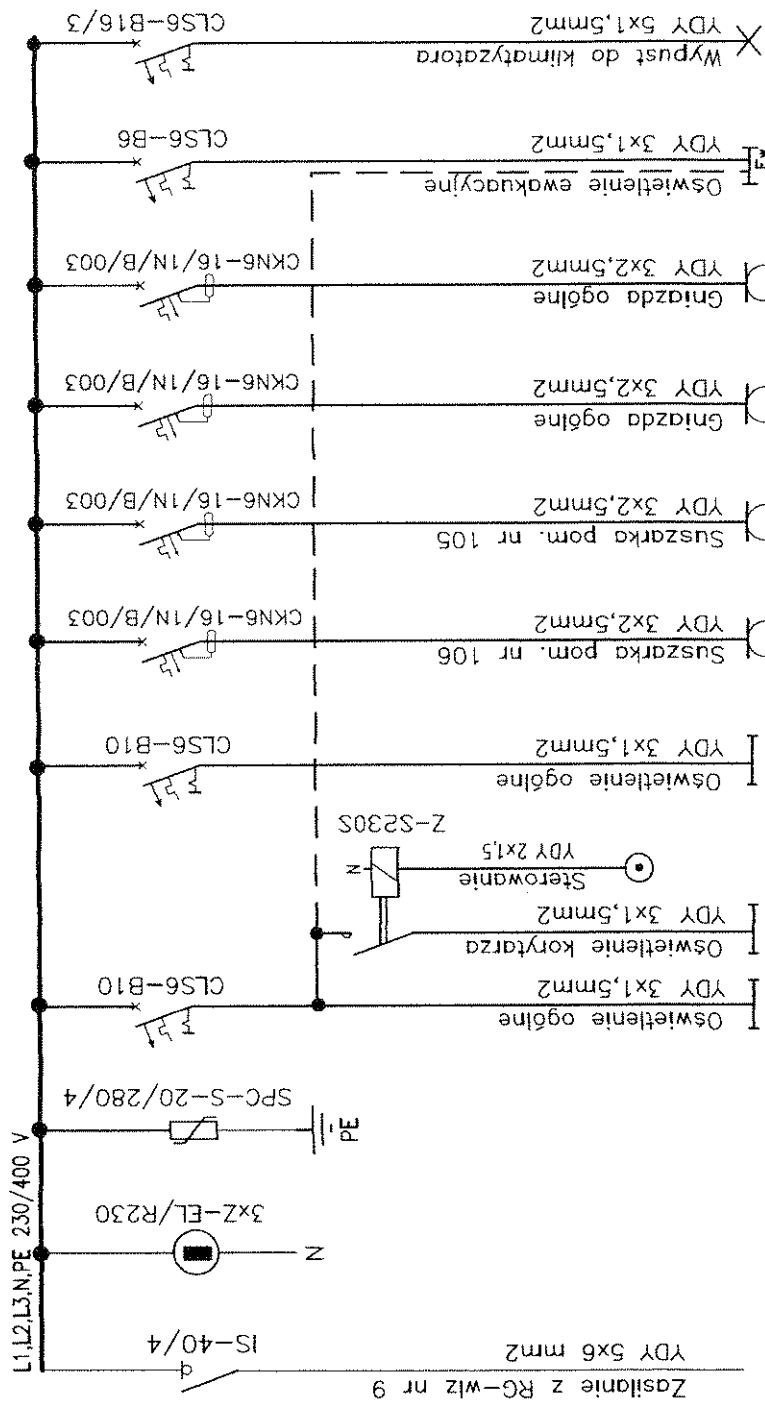 L1,L2,L3,N,PE 230/400 V
Zasilanie z RG-wlz nr 9
YDY 5x6 mm2
IS-40/4
3xZ-EL/R230
N
SPC-S-20/280/4
PE
CLS6-B10
Oświetlenie ogólne
YDY 3x1,5mm2
Oświetlenie korytarza
YDY 3x1,5mm2
Sterowanie
YDY 2x1,5
N
Z-S230S
CLS6-B10
Oświetlenie ogólne
YDY 3x1,5mm2
CKN6-16/1N/B/003
Suszarka pom. nr 106
YDY 3x2,5mm2
CKN6-16/1N/B/003
Suszarka pom. nr 105
YDY 3x2,5mm2
CKN6-16/1N/B/003
Gniazda ogólne
YDY 3x2,5mm2
CKN6-16/1N/B/003
Gniazda ogólne
YDY 3x2,5mm2
CLS6-B6
Oświetlenie ewakuacyjne
YDY 3x1,5mm2
CLS6-B16/3
Wypust do klimatyzatora
YDY 5x1,5mm2